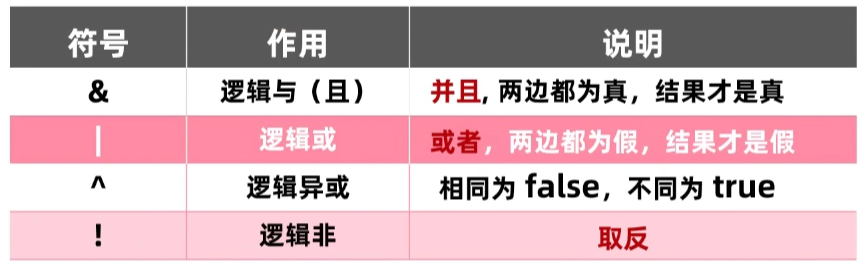 符号 作用 说明
& 逻辑与（且） 并且, 两边都为真，结果才是真
| 逻辑或 或者，两边都为假，结果才是假
^ 逻辑异或 相同为 false，不同为 true
! 逻辑非 取反